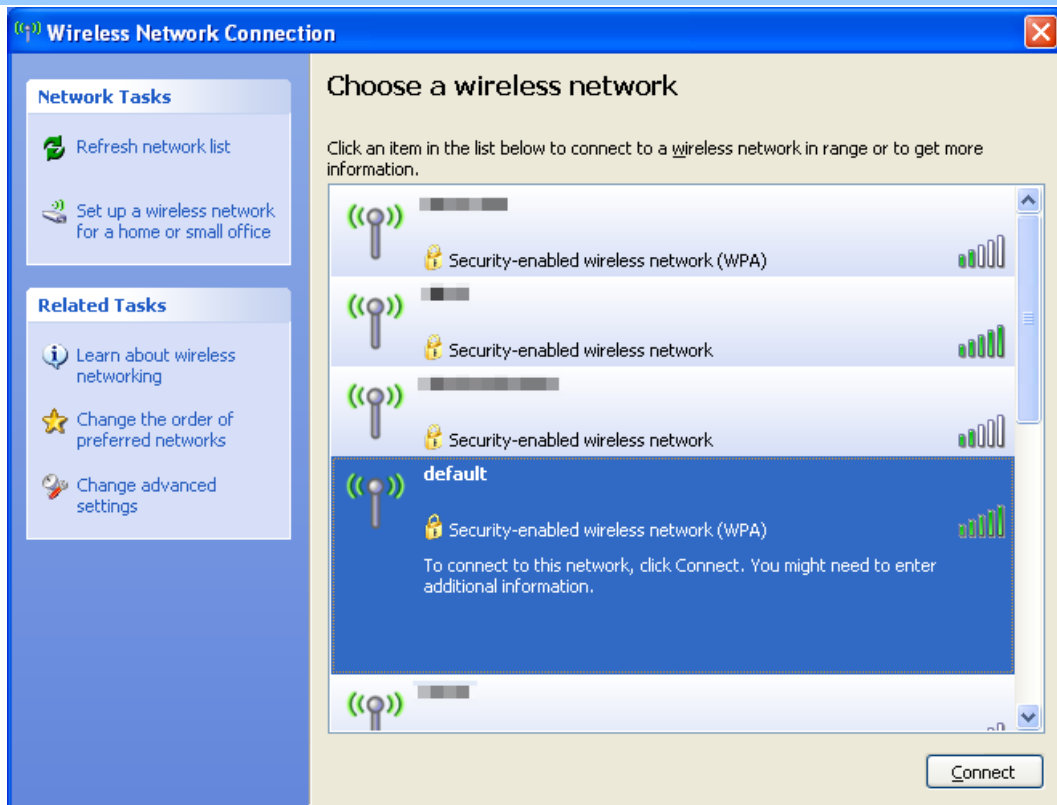 Wireless Network Connection
Network Tasks
Refresh network list
Set up a wireless network
for a home or small office
Related Tasks
Learn about wireless
networking
Change the order of
preferred networks
Change advanced
settings
Choose a wireless network
Click an item in the list below to connect to a wireless network in range or to get more
information.
Security-enabled wireless network (WPA)
Security-enabled wireless network
Security-enabled wireless network
default
Security-enabled wireless network (WPA)
To connect to this network, click Connect. You might need to enter
additional information.
Connect